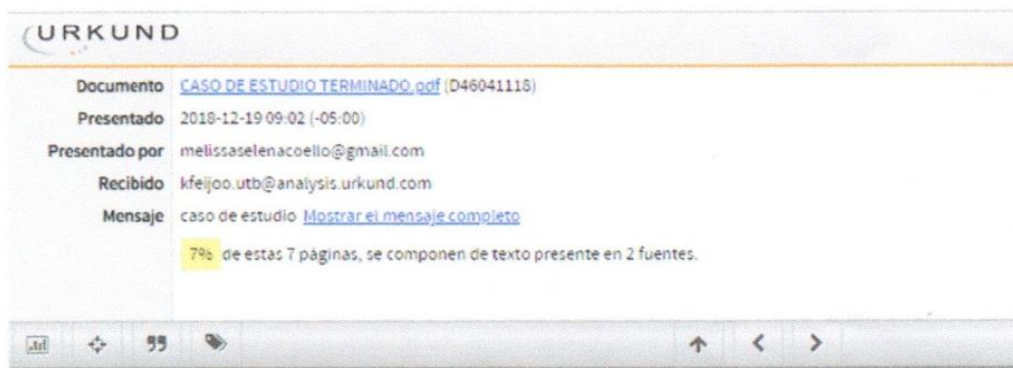 URKUND
Documento CASO DE ESTUDIO TERMINADO.pdf (D46041118)
Presentado 2018-12-19 09:02 (-05:00)
Presentado por melissaselenacoello@gmail.com
Recibido kfeijoo.utb@analysis.urkund.com
Mensaje caso de estudio Mostrar el mensaje completo
7% de estas 7 páginas, se componen de texto presente en 2 fuentes.